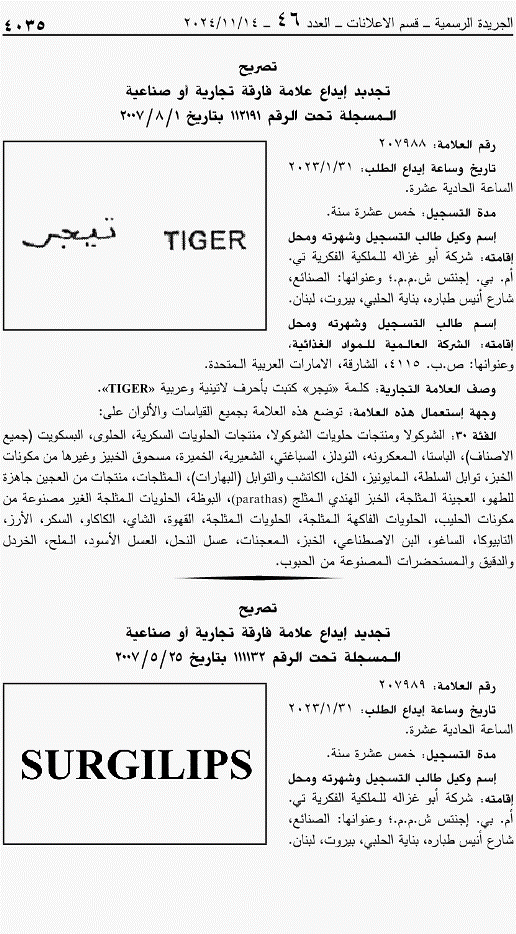 الجريدة الرسمية ــ قسم الاعلانات ــ العدد ٤٦ ــ ٢٠٢٤/١١/١٤
٤٠٣٥
تصريح
تجديد إيداع علامة فارقة تجارية أو صناعية
المسجلة تحت الرقم ١١٢١٩١ بتاريخ ٢٠٠٧/٨/١
تيجر TIGER
رقم العلامة: ٢٠٧٩٨٨
تاريخ وساعة إيداع الطلب: ٢٠٢٣/١/٣١
الساعة الحادية عشرة.
مدة التسجيل: خمس عشرة سنة.
إسم وكيل طالب التسجيل وشهرته ومحل
إقامته: شركة أبو غزاله للملكية الفكرية تي.
أم. بي. إجنتس ش.م.م.؛ وعنوانها: الصنائع،
شارع أنيس طباره، بناية الحلبي، بيروت، لبنان.
إسم طالب التسجيل وشهرته ومحل
إقامته: الشركة العالمية للمواد الغذائية،
وعنوانها: ص.ب. ٤١١٥، الشارقة، الامارات العربية المتحدة.
وصف العلامة التجارية: كلمة «تيجر» كتبت بأحرف لاتينية وعربية «TIGER».
وجهة إستعمال هذه العلامة: توضع هذه العلامة بجميع القياسات والألوان على:
الفئة ٣٠: الشوكولا ومنتجات حلويات الشوكولا، منتجات الحلويات السكرية، الحلوى، البسكويت (جميع
الاصناف)، الباستا، المعكرونه، النودلز، السباغتي، الشعيرية، الخميرة، مسحوق الخبيز وغيرها من مكونات
الخبز، توابل السلطة، المايونيز، الخل، الكاتشب والتوابل (البهارات)، المثلجات، منتجات من العجين جاهزة
للطهو، العجينة المثلجة، الخبز الهندي المثلج (parathas)، البوظة، الحلويات المثلجة الغير مصنوعة من
مكونات الحليب، الحلويات الفاكهة المثلجة، الحلويات المثلجة، القهوة، الشاي، الكاكاو، السكر، الأرز،
التابيوكا، الساغو، البن الاصطناعي، الخبز، المعجنات، عسل النحل، العسل الأسود، الملح، الخردل
والدقيق والمستحضرات المصنوعة من الحبوب.
تصريح
تجديد إيداع علامة فارقة تجارية أو صناعية
المسجلة تحت الرقم ١١١١٣٢ بتاريخ ٢٠٠٧/٥/٢٥
SURGILIPS
رقم العلامة: ٢٠٧٩٨٩
تاريخ وساعة إيداع الطلب: ٢٠٢٣/١/٣١
الساعة الحادية عشرة.
مدة التسجيل: خمس عشرة سنة.
إسم وكيل طالب التسجيل وشهرته ومحل
إقامته: شركة أبو غزاله للملكية الفكرية تي.
أم. بي. إجنتس ش.م.م.؛ وعنوانها: الصنائع،
شارع أنيس طباره، بناية الحلبي، بيروت، لبنان.